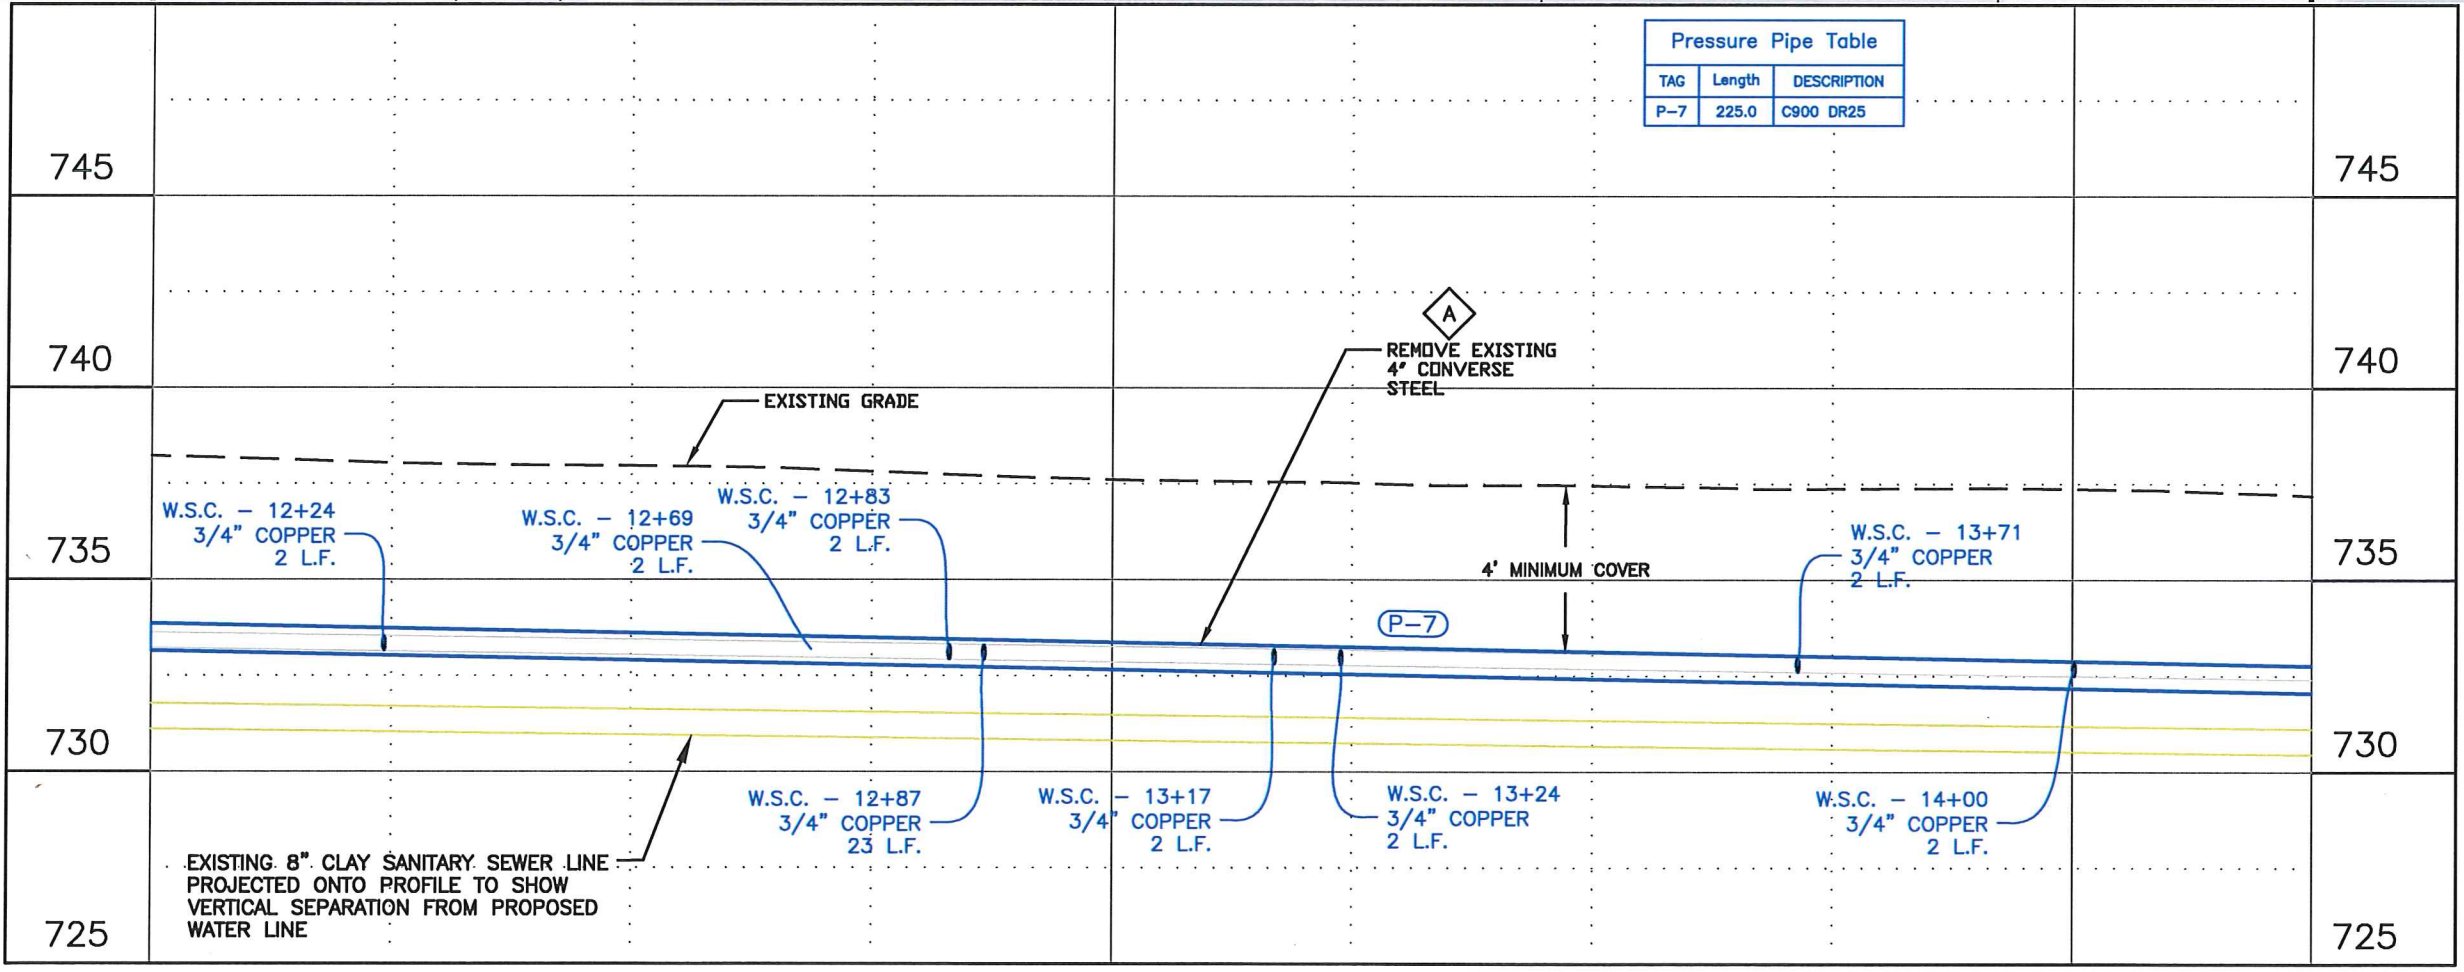 Pressure Pipe Table
TAG Length DESCRIPTION
P-7 225.0 C900 DR25
745
745
740
740
735
735
730
730
725
725
A
REMOVE EXISTING
4" CONVERSE
STEEL
EXISTING GRADE
W.S.C. - 12+24
3/4" COPPER
2 L.F.
W.S.C. - 12+69
3/4" COPPER
2 L.F.
W.S.C. - 12+83
3/4" COPPER
2 L.F.
4' MINIMUM COVER
P-7
W.S.C. - 13+71
3/4" COPPER
2 L.F.
W.S.C. - 12+87
3/4" COPPER
23 L.F.
W.S.C. - 13+17
3/4" COPPER
2 L.F.
W.S.C. - 13+24
3/4" COPPER
2 L.F.
W.S.C. - 14+00
3/4" COPPER
2 L.F.
EXISTING 8" CLAY SANITARY SEWER LINE
PROJECTED ONTO PROFILE TO SHOW
VERTICAL SEPARATION FROM PROPOSED
WATER LINE